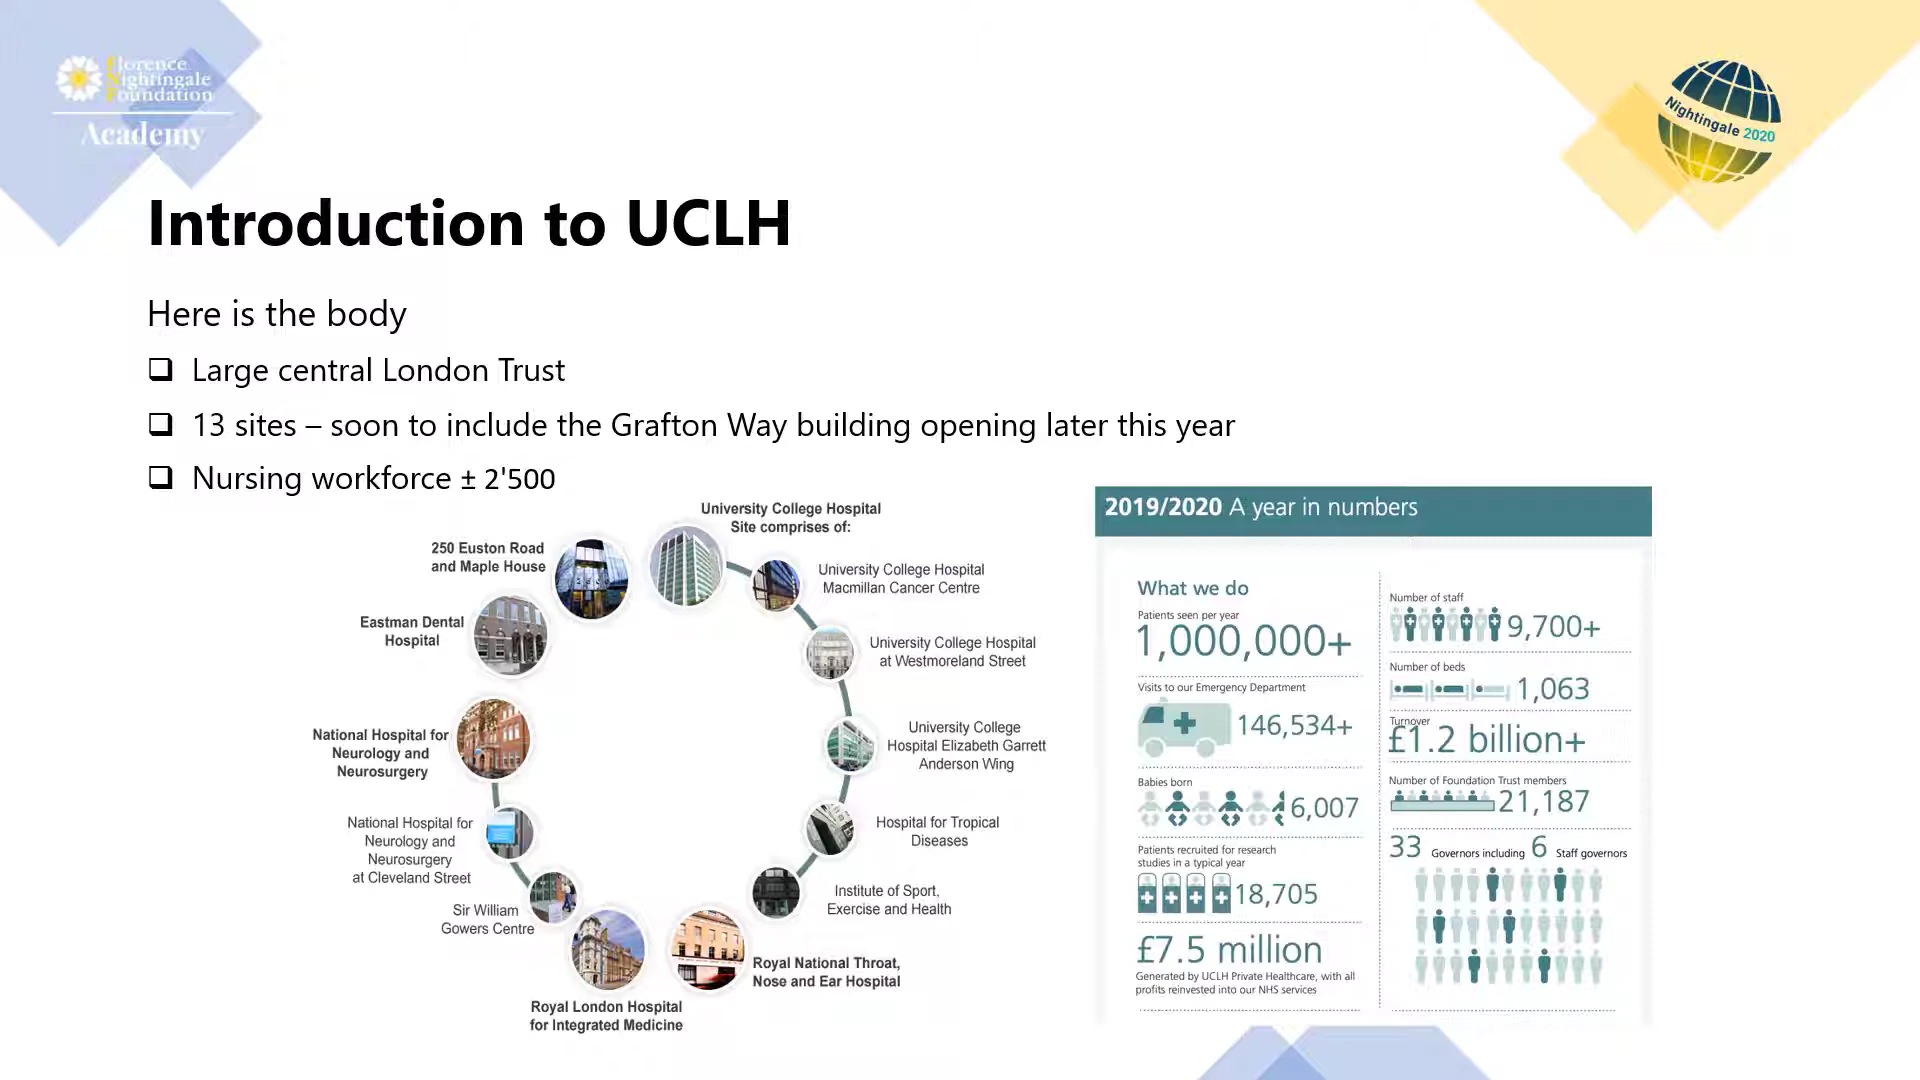 Florence
Nightingale
Foundation
Academy
Nightingale 2020
Introduction to UCLH
Here is the body
Large central London Trust
13 sites – soon to include the Grafton Way building opening later this year
Nursing workforce ± 2'500
University College Hospital
Site comprises of:
250 Euston Road
and Maple House
University College Hospital
Macmillan Cancer Centre
Eastman Dental
Hospital
University College Hospital
at Westmoreland Street
National Hospital for
Neurology and
Neurosurgery
University College
Hospital Elizabeth Garrett
Anderson Wing
National Hospital for
Neurology and
Neurosurgery
at Cleveland Street
Hospital for Tropical
Diseases
Sir William
Gowers Centre
Institute of Sport,
Exercise and Health
Royal London Hospital
for Integrated Medicine
Royal National Throat,
Nose and Ear Hospital
2019/2020 A year in numbers
What we do
Patients seen per year
1,000,000+
Visits to our Emergency Department
146,534+
Babies born
6,007
Patients recruited for research
studies in a typical year
18,705
£7.5 million
Generated by UCLH Private Healthcare, with all
profits reinvested into our NHS services
Number of staff
9,700+
Number of beds
1,063
Turnover
£1.2 billion+
Number of Foundation Trust members
21,187
33 Governors including 6 Staff governors